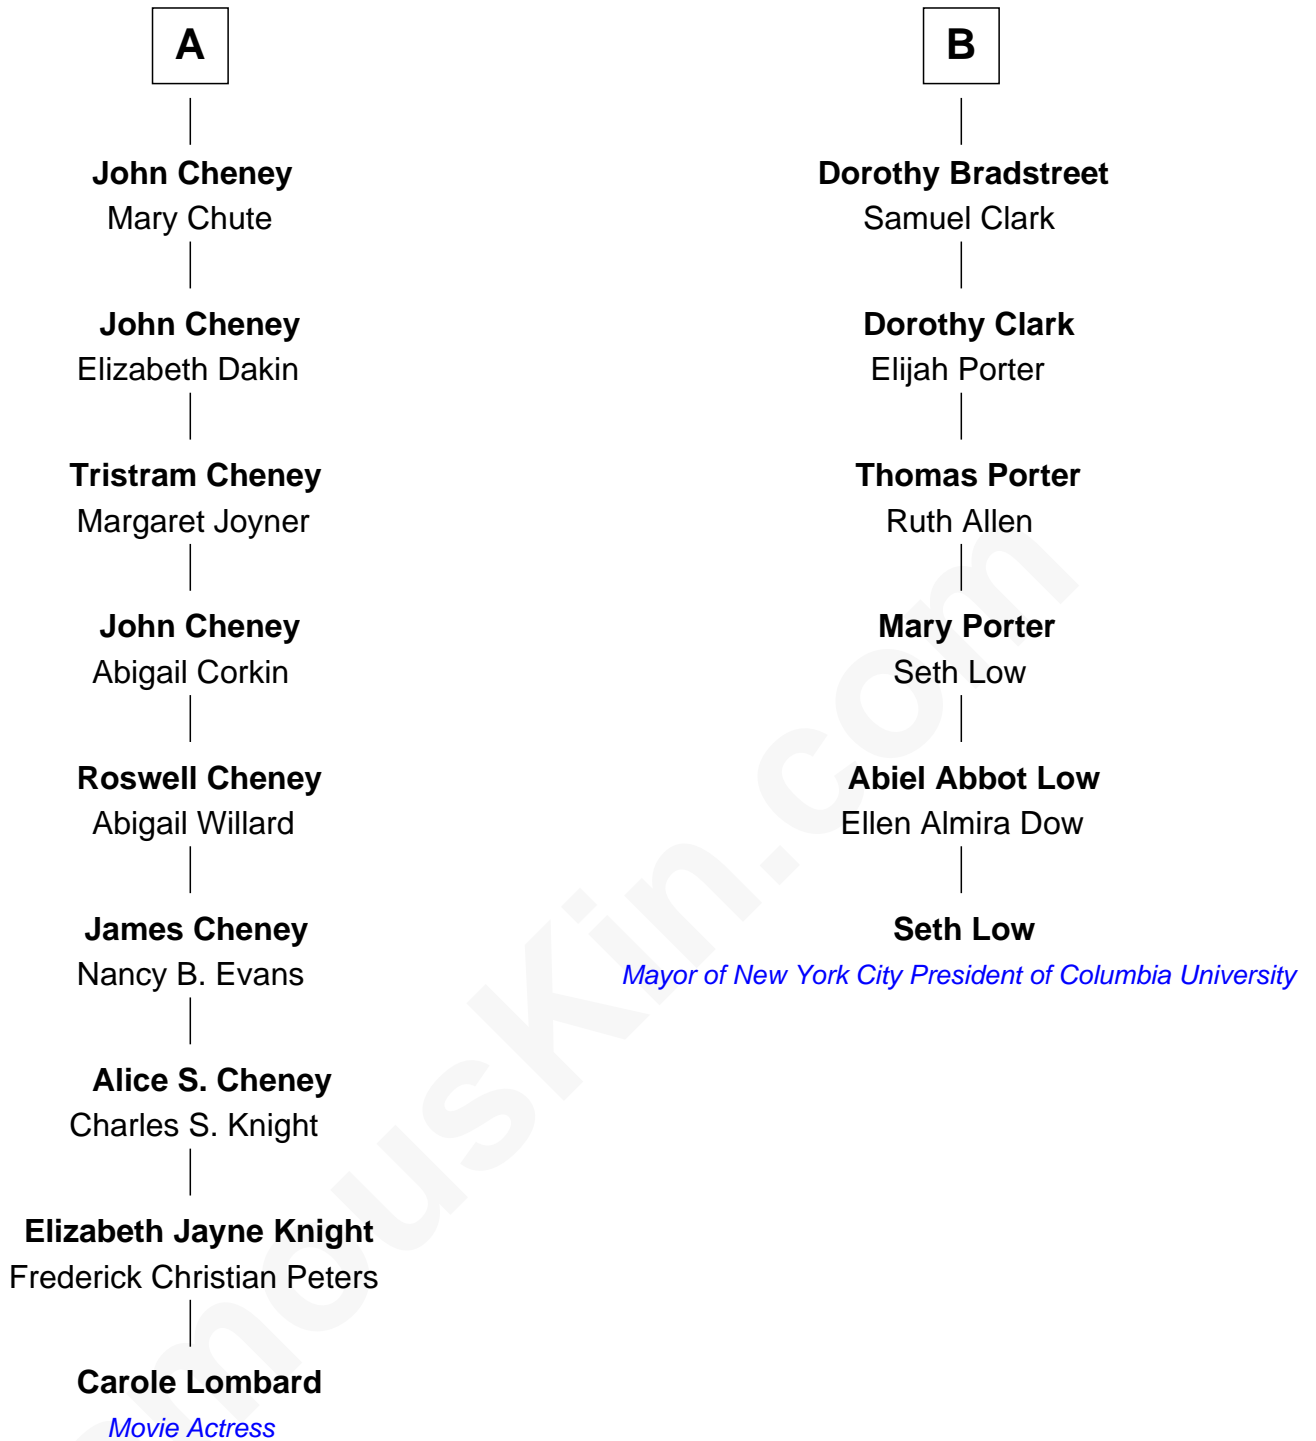 A
John Cheney
Mary Chute
John Cheney
Elizabeth Dakin
Tristram Cheney
Margaret Joyner
John Cheney
Abigail Corkin
Roswell Cheney
Abigail Willard
James Cheney
Nancy B. Evans
Alice S. Cheney
Charles S. Knight
Elizabeth Jayne Knight
Frederick Christian Peters
Carole Lombard
Movie Actress
B
Dorothy Bradstreet
Samuel Clark
Dorothy Clark
Elijah Porter
Thomas Porter
Ruth Allen
Mary Porter
Seth Low
Abiel Abbot Low
Ellen Almira Dow
Seth Low
Mayor of New York City President of Columbia University
mouskin.com